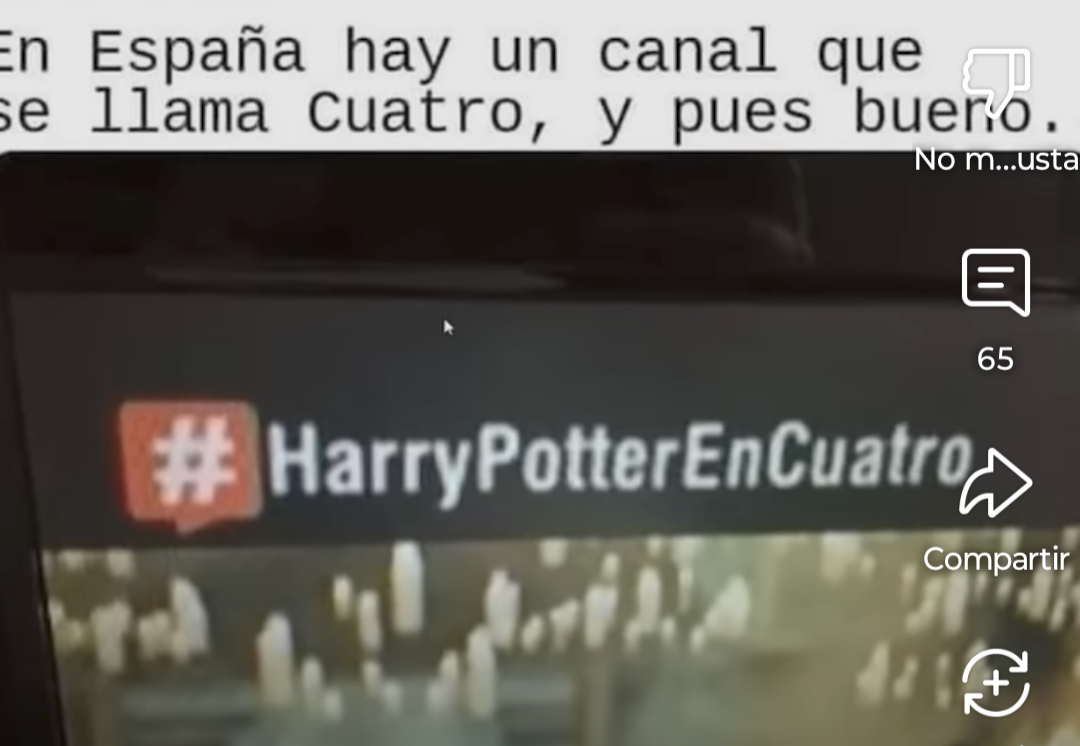 En España hay un canal que
se llama Cuatro, y pues bueno.
No m...usta
65
#HarryPotterEnCuatro
Compartir